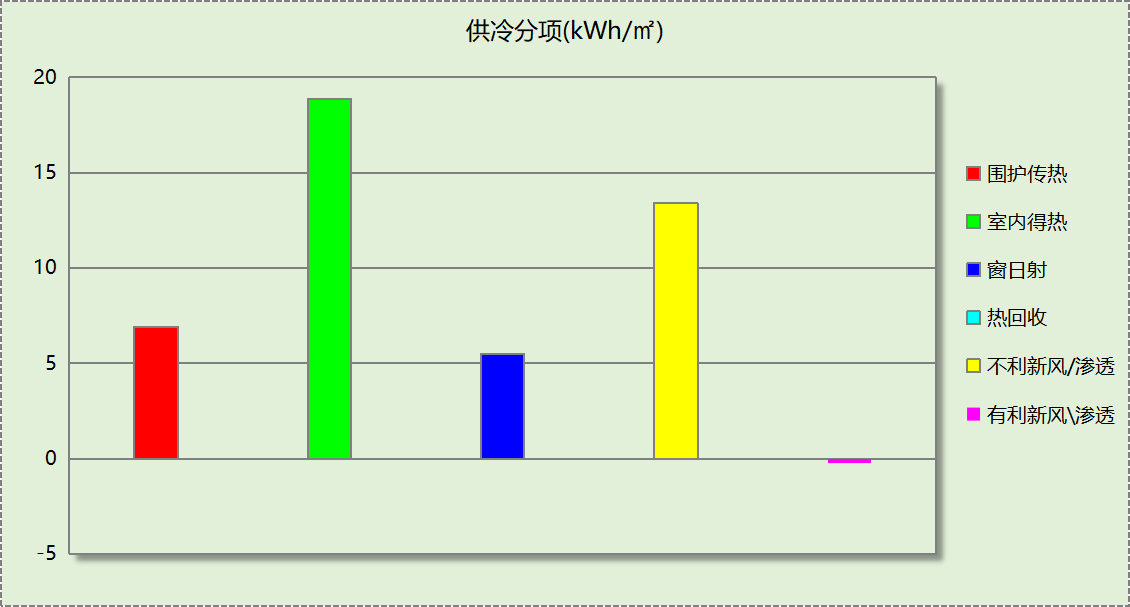 供冷分项(kWh/㎡)
20
15
10
5
0
-5
围护传热
室内得热
窗日射
热回收
不利新风/渗透
有利新风\渗透